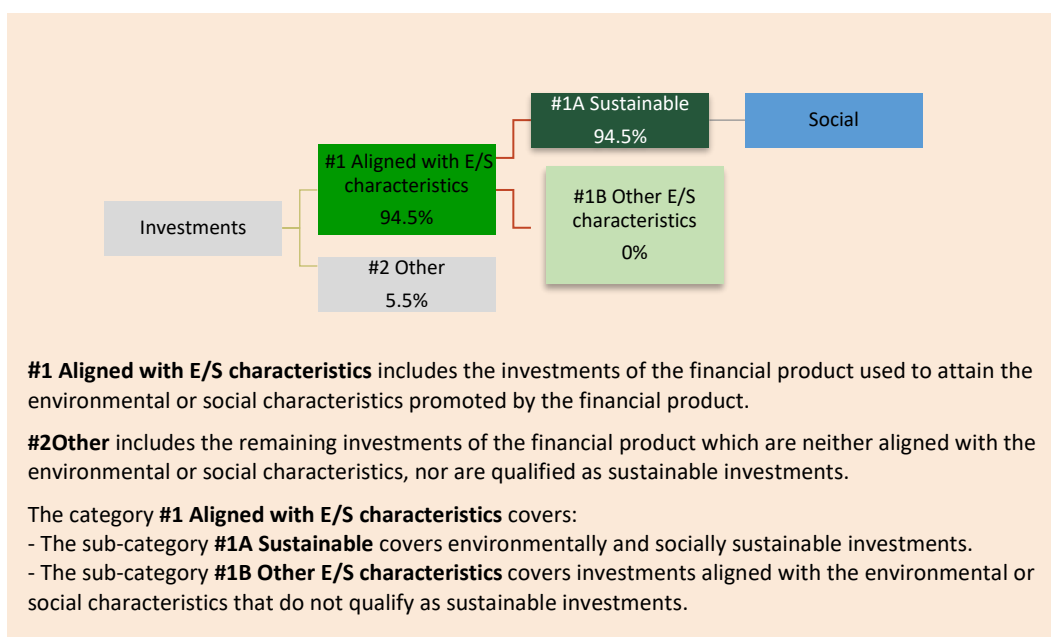 #1A Sustainable
94.5%
Social
#1 Aligned with E/S
characteristics
94.5%
#1B Other E/S
characteristics
0%
Investments
#2 Other
5.5%
#1 Aligned with E/S characteristics includes the investments of the financial product used to attain the
environmental or social characteristics promoted by the financial product.
#2Other includes the remaining investments of the financial product which are neither aligned with the
environmental or social characteristics, nor are qualified as sustainable investments.
The category #1 Aligned with E/S characteristics covers:
- The sub-category #1A Sustainable covers environmentally and socially sustainable investments.
- The sub-category #1B Other E/S characteristics covers investments aligned with the environmental or
social characteristics that do not qualify as sustainable investments.